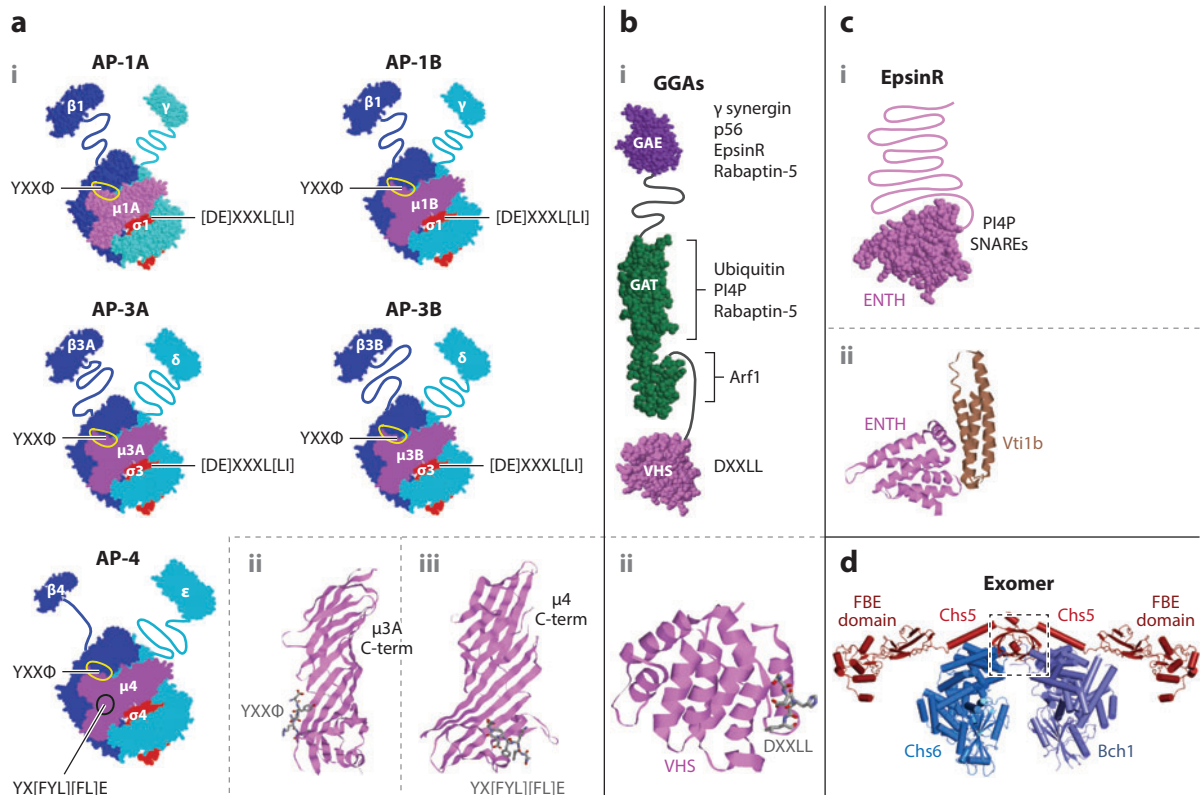 a
i
AP-1A
β1
γ
YXXΦ
μ1A
σ1
[DE]XXXL[LI]
AP-1B
β1
γ
YXXΦ
μ1B
σ1
[DE]XXXL[LI]
AP-3A
β3A
δ
YXXΦ
μ3A
σ3
[DE]XXXL[LI]
AP-3B
β3B
δ
YXXΦ
μ3B
σ3
[DE]XXXL[LI]
AP-4
β4
ε
YXXΦ
μ4
σ4
YX[FYL][FL]E
ii
μ3A
C-term
YXXΦ
iii
μ4
C-term
YX[FYL][FL]E
b
i
GGAs
GAE
γ synergin
p56
EpsinR
Rabaptin-5
GAT
Ubiquitin
PI4P
Rabaptin-5
Arf1
VHS
DXXLL
ii
VHS
DXXLL
c
i
EpsinR
PI4P
SNAREs
ENTH
ii
ENTH
Vti1b
d
Exomer
FBE
domain
Chs5
Chs5
FBE
domain
Chs6
Bch1